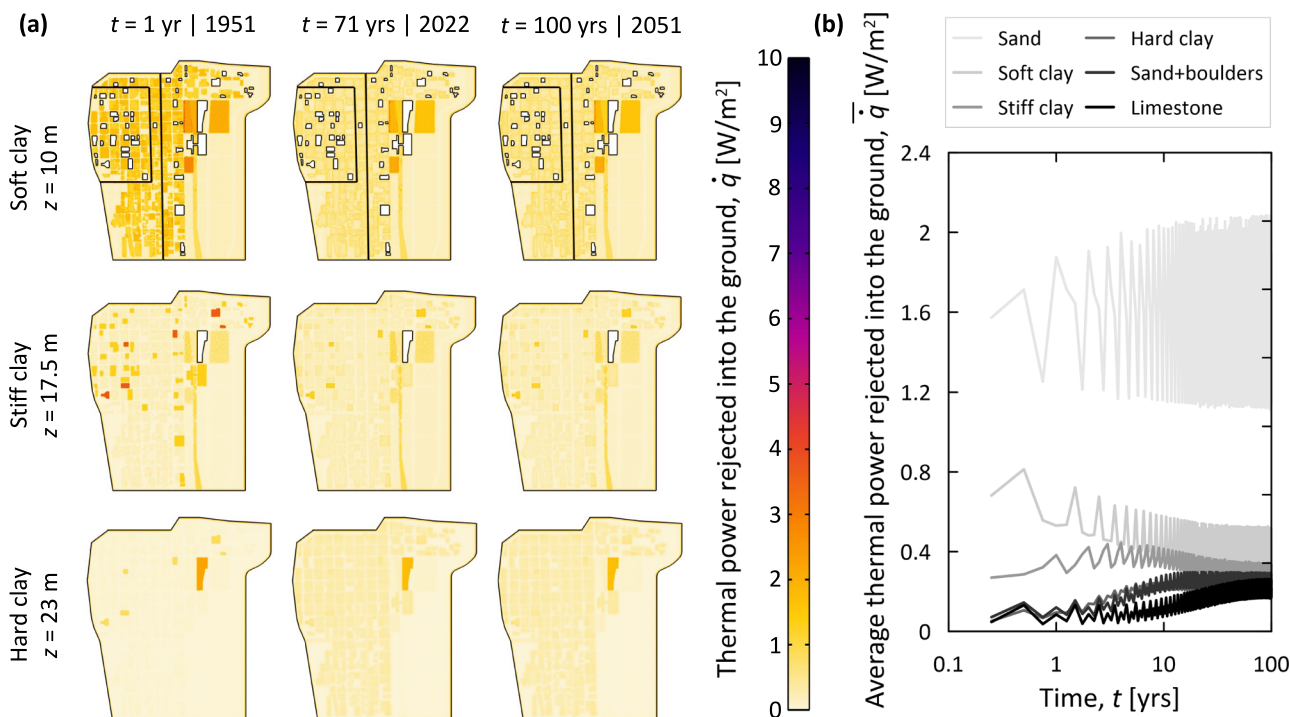 (a)
t = 1 yr | 1951
t = 71 yrs | 2022
t = 100 yrs | 2051
Soft clay
z = 10 m
Stiff clay
z = 17.5 m
Hard clay
z = 23 m
Thermal power rejected into the ground, q̇ [W/m²]
10
9
8
7
6
5
4
3
2
1
0
(b)
Sand
Soft clay
Stiff clay
Hard clay
Sand+boulders
Limestone
Average thermal power rejected into the ground, q̇̅ [W/m²]
2.4
2
1.6
1.2
0.8
0.4
0
0.1
1
10
100
Time, t [yrs]